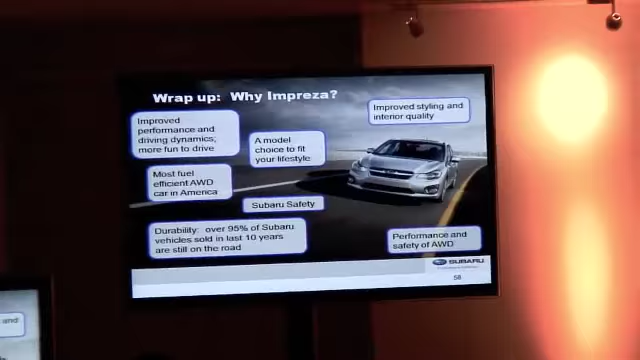 Wrap up: Why Impreza?
Improved
performance and
driving dynamics;
more fun to drive
A model
choice to fit
your lifestyle
Improved styling and
interior quality
Most fuel
efficient AWD
car in America
Subaru Safety
Durability: over 95% of Subaru
vehicles sold in last 10 years
are still on the road
Performance and
safety of AWD
SUBARU
58
and